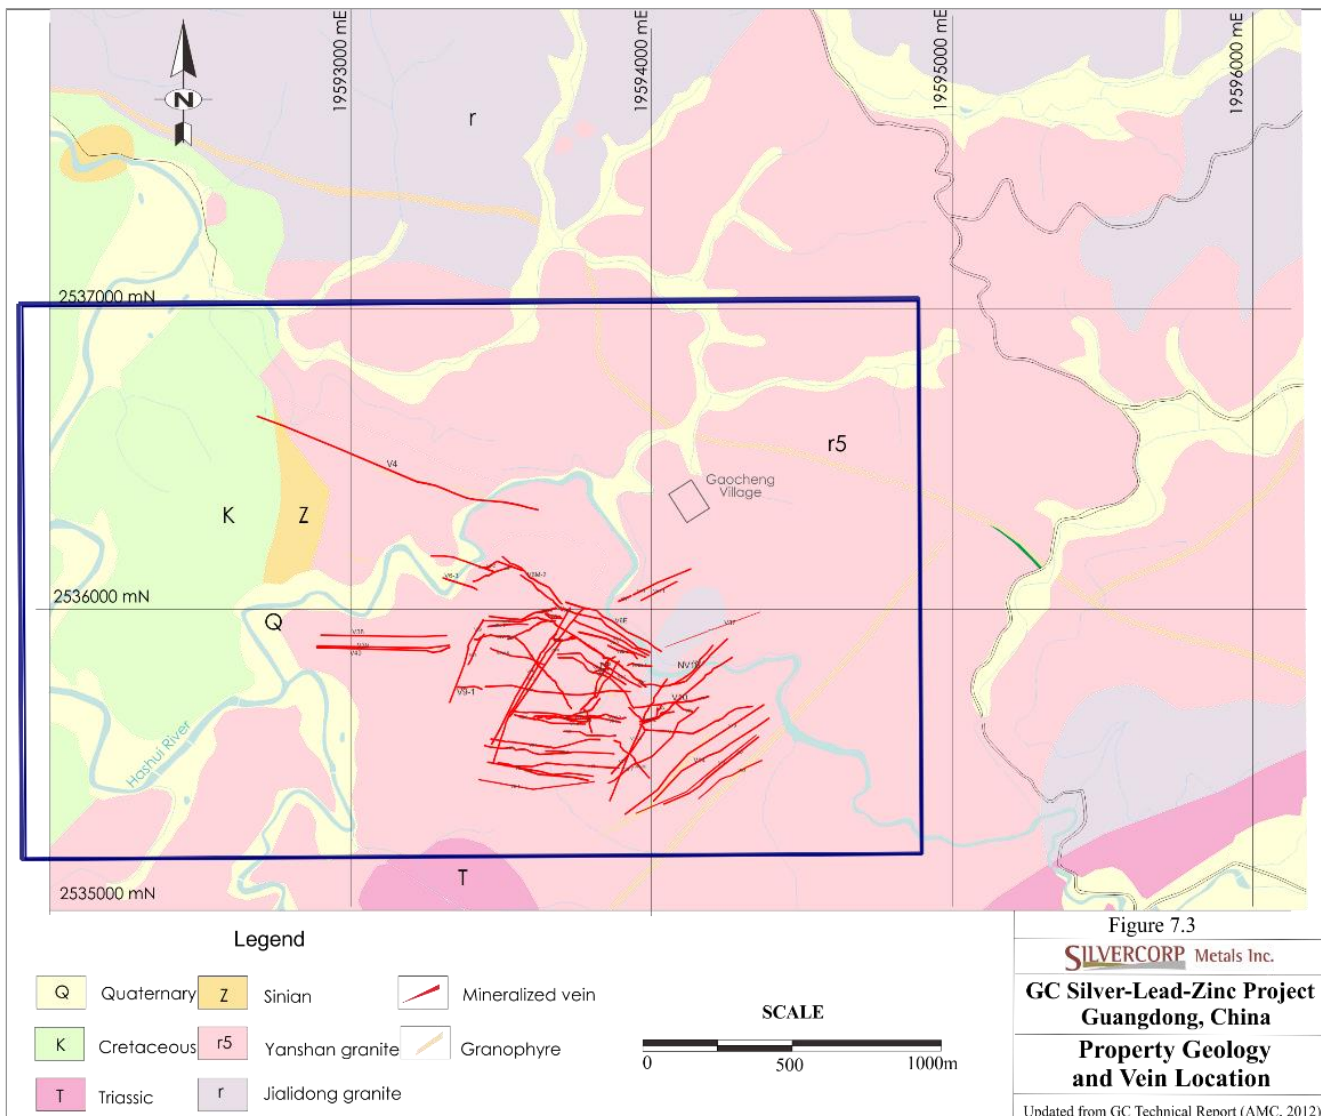 19593000 mE
19594000 mE
19595000 mE
19596000 mE
N
r
2537000 mN
r5
V4
Gaocheng
Village
K
Z
2536000 mN
Q
V9-1
Hashui River
2535000 mN
T
Legend
Q Quaternary
Z Sinian
Mineralized vein
K Cretaceous
r5 Yanshan granite
Granophyre
T Triassic
r Jialidong granite
SCALE
0 500 1000m
Figure 7.3
SILVERCORP Metals Inc.
GC Silver-Lead-Zinc Project
Guangdong, China
Property Geology
and Vein Location
Updated from GC Technical Report (AMC, 2012)